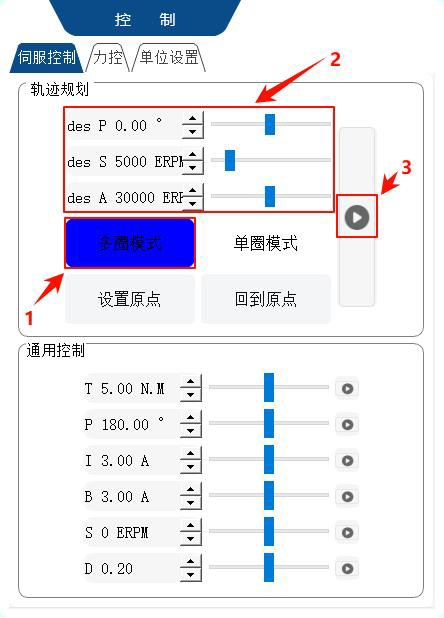 控 制
伺服控制 力控 单位设置
轨迹规划
2
des P 0.00 °
des S 5000 ERPM
3
des A 30000 ERP
多圈模式 单圈模式
1
设置原点 回到原点
通用控制
T 5.00 N.M
P 180.00 °
I 3.00 A
B 3.00 A
S 0 ERPM
D 0.20